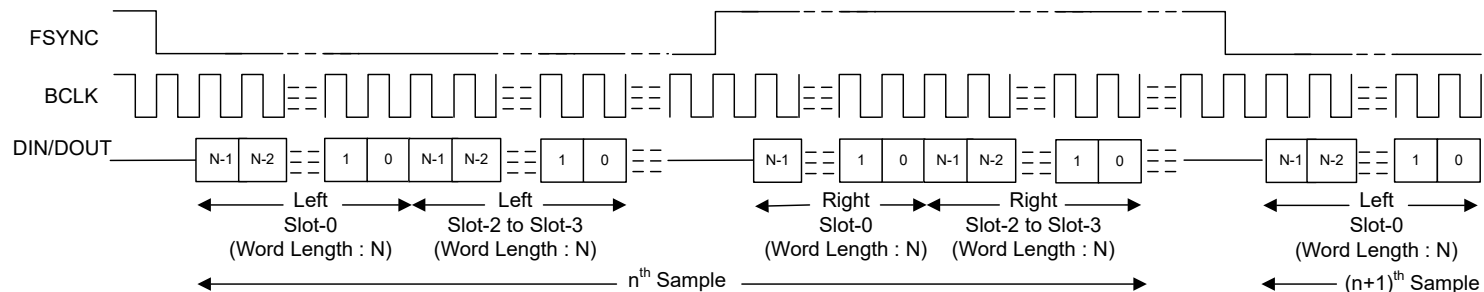 FSYNC
BCLK
DIN/DOUT
N-1 N-2 1 0 N-1 N-2 1 0 N-1 1 0 N-1 N-2 1 0 N-1 N-2 1 0
Left Left Right Right Left
Slot-0 Slot-2 to Slot-3 Slot-0 Slot-2 to Slot-3 Slot-0
(Word Length : N) (Word Length : N) (Word Length : N) (Word Length : N) (Word Length : N)
nth Sample (n+1)th Sample